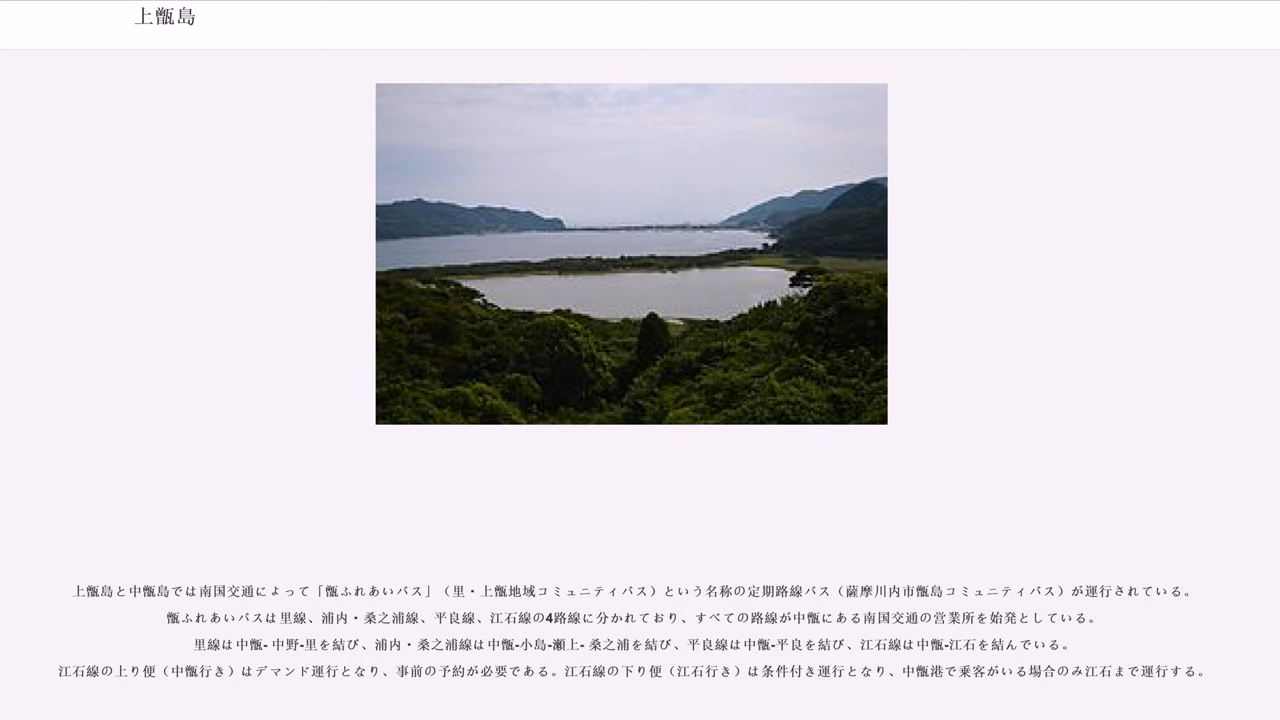 上甑島
上甑島と中甑島では南国交通によって「甑ふれあいバス」（里・上甑地域コミュニティバス）という名称の定期路線バス（薩摩川内市甑島コミュニティバス）が運行されている。
甑ふれあいバスは里線、浦内・桑之浦線、平良線、江石線の4路線に分かれており、すべての路線が中甑にある南国交通の営業所を始発としている。
里線は中甑- 中野-里を結び、浦内・桑之浦線は中甑-小島-瀬上- 桑之浦を結び、平良線は中甑-平良を結び、江石線は中甑-江石を結んでいる。
江石線の上り便（中甑行き）はデマンド運行となり、事前の予約が必要である。江石線の下り便（江石行き）は条件付き運行となり、中甑港で乗客がいる場合のみ江石まで運行する。